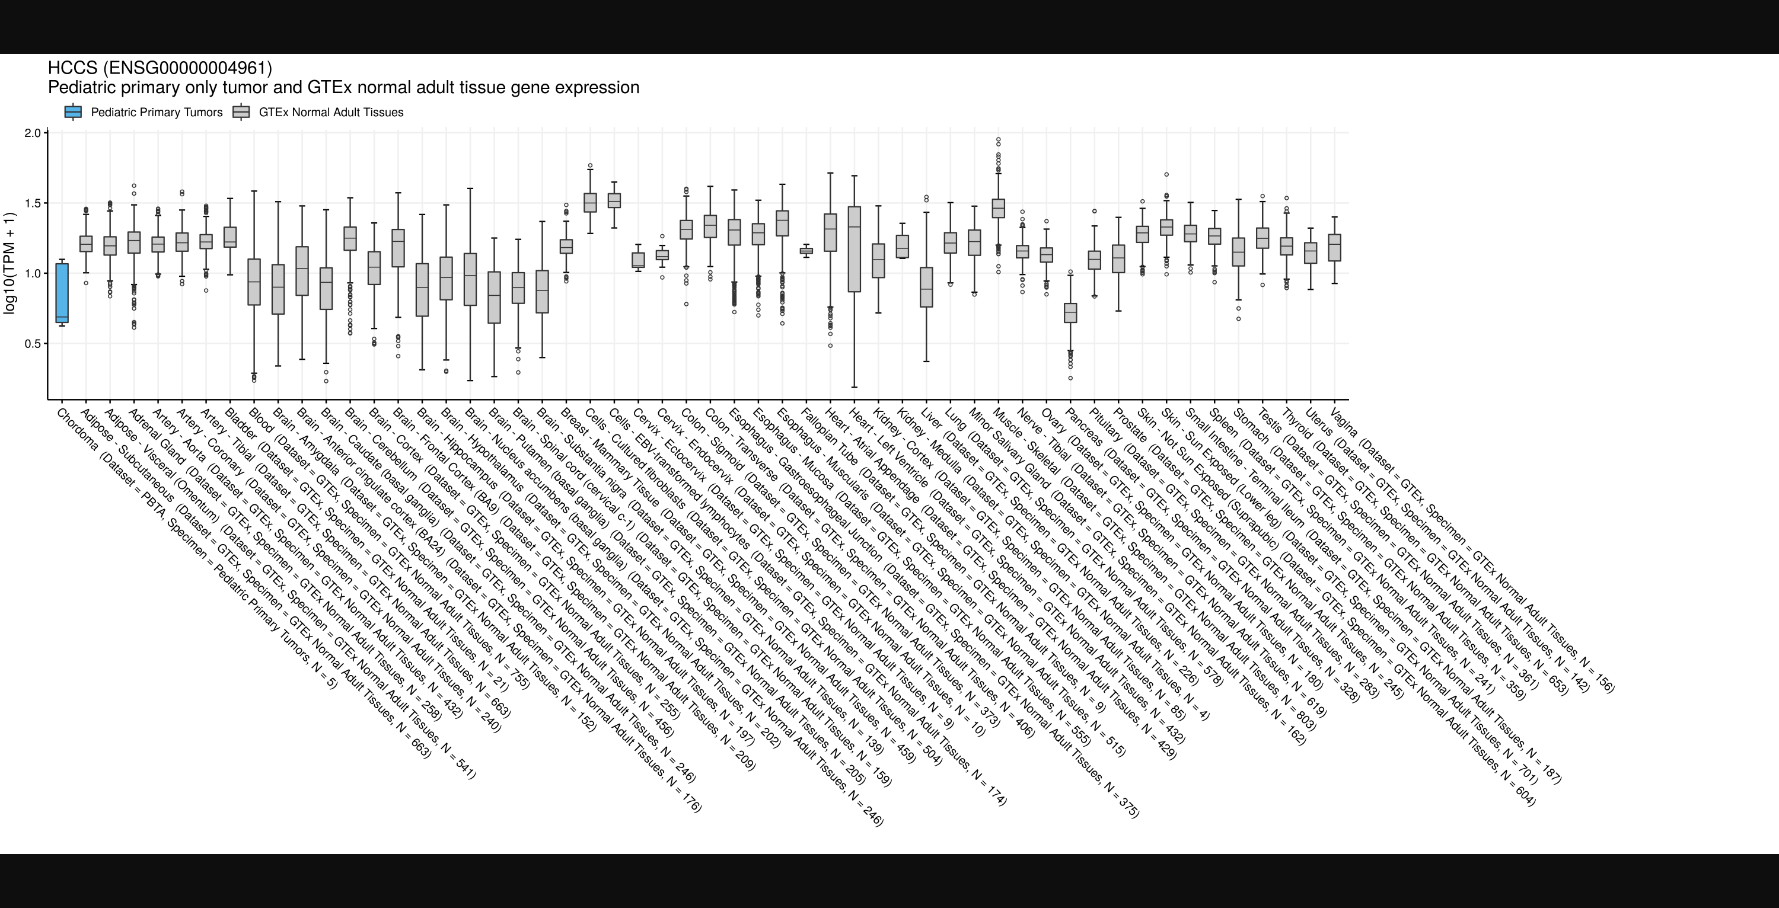 HCCS (ENSG00000004961)
Pediatric primary only tumor and GTEx normal adult tissue gene expression
Pediatric Primary Tumors
GTEx Normal Adult Tissues
log10(TPM + 1)
2.0
1.5
1.0
0.5
Chordoma (Dataset = PBTA, Specimen = Pediatric Primary Tumors, N = 5)
Adipose - Subcutaneous (Dataset = GTEx, Specimen = GTEx Normal Adult Tissues, N = 663)
Adipose - Visceral (Omentum) (Dataset = GTEx, Specimen = GTEx Normal Adult Tissues, N = 541)
Adrenal Gland (Dataset = GTEx, Specimen = GTEx Normal Adult Tissues, N = 258)
Artery - Aorta (Dataset = GTEx, Specimen = GTEx Normal Adult Tissues, N = 432)
Artery - Coronary (Dataset = GTEx, Specimen = GTEx Normal Adult Tissues, N = 240)
Artery - Tibial (Dataset = GTEx, Specimen = GTEx Normal Adult Tissues, N = 663)
Bladder (Dataset = GTEx, Specimen = GTEx Normal Adult Tissues, N = 21)
Blood (Dataset = GTEx, Specimen = GTEx Normal Adult Tissues, N = 755)
Brain - Amygdala (Dataset = GTEx, Specimen = GTEx Normal Adult Tissues, N = 152)
Brain - Anterior cingulate cortex (BA24) (Dataset = GTEx, Specimen = GTEx Normal Adult Tissues, N = 176)
Brain - Caudate (basal ganglia) (Dataset = GTEx, Specimen = GTEx Normal Adult Tissues, N = 246)
Brain - Cerebellum (Dataset = GTEx, Specimen = GTEx Normal Adult Tissues, N = 456)
Brain - Cortex (Dataset = GTEx, Specimen = GTEx Normal Adult Tissues, N = 255)
Brain - Frontal Cortex (BA9) (Dataset = GTEx, Specimen = GTEx Normal Adult Tissues, N = 209)
Brain - Hippocampus (Dataset = GTEx, Specimen = GTEx Normal Adult Tissues, N = 197)
Brain - Hypothalamus (Dataset = GTEx, Specimen = GTEx Normal Adult Tissues, N = 202)
Brain - Nucleus accumbens (basal ganglia) (Dataset = GTEx, Specimen = GTEx Normal Adult Tissues, N = 246)
Brain - Putamen (basal ganglia) (Dataset = GTEx, Specimen = GTEx Normal Adult Tissues, N = 205)
Brain - Spinal cord (cervical c-1) (Dataset = GTEx, Specimen = GTEx Normal Adult Tissues, N = 159)
Brain - Substantia nigra (Dataset = GTEx, Specimen = GTEx Normal Adult Tissues, N = 139)
Breast - Mammary Tissue (Dataset = GTEx, Specimen = GTEx Normal Adult Tissues, N = 459)
Cells - Cultured fibroblasts (Dataset = GTEx, Specimen = GTEx Normal Adult Tissues, N = 504)
Cells - EBV-transformed lymphocytes (Dataset = GTEx, Specimen = GTEx Normal Adult Tissues, N = 174)
Cervix - Ectocervix (Dataset = GTEx, Specimen = GTEx Normal Adult Tissues, N = 9)
Cervix - Endocervix (Dataset = GTEx, Specimen = GTEx Normal Adult Tissues, N = 10)
Colon - Sigmoid (Dataset = GTEx, Specimen = GTEx Normal Adult Tissues, N = 373)
Colon - Transverse (Dataset = GTEx, Specimen = GTEx Normal Adult Tissues, N = 406)
Esophagus - Gastroesophageal Junction (Dataset = GTEx, Specimen = GTEx Normal Adult Tissues, N = 375)
Esophagus - Mucosa (Dataset = GTEx, Specimen = GTEx Normal Adult Tissues, N = 555)
Esophagus - Muscularis (Dataset = GTEx, Specimen = GTEx Normal Adult Tissues, N = 515)
Fallopian Tube (Dataset = GTEx, Specimen = GTEx Normal Adult Tissues, N = 9)
Heart - Atrial Appendage (Dataset = GTEx, Specimen = GTEx Normal Adult Tissues, N = 429)
Heart - Left Ventricle (Dataset = GTEx, Specimen = GTEx Normal Adult Tissues, N = 432)
Kidney - Cortex (Dataset = GTEx, Specimen = GTEx Normal Adult Tissues, N = 85)
Kidney - Medulla (Dataset = GTEx, Specimen = GTEx Normal Adult Tissues, N = 4)
Liver (Dataset = GTEx, Specimen = GTEx Normal Adult Tissues, N = 226)
Lung (Dataset = GTEx, Specimen = GTEx Normal Adult Tissues, N = 578)
Minor Salivary Gland (Dataset = GTEx, Specimen = GTEx Normal Adult Tissues, N = 162)
Muscle - Skeletal (Dataset = GTEx, Specimen = GTEx Normal Adult Tissues, N = 803)
Nerve - Tibial (Dataset = GTEx, Specimen = GTEx Normal Adult Tissues, N = 619)
Ovary (Dataset = GTEx, Specimen = GTEx Normal Adult Tissues, N = 180)
Pancreas (Dataset = GTEx, Specimen = GTEx Normal Adult Tissues, N = 328)
Pituitary (Dataset = GTEx, Specimen = GTEx Normal Adult Tissues, N = 283)
Prostate (Dataset = GTEx, Specimen = GTEx Normal Adult Tissues, N = 245)
Skin - Not Sun Exposed (Suprapubic) (Dataset = GTEx, Specimen = GTEx Normal Adult Tissues, N = 604)
Skin - Sun Exposed (Lower leg) (Dataset = GTEx, Specimen = GTEx Normal Adult Tissues, N = 701)
Small Intestine - Terminal Ileum (Dataset = GTEx, Specimen = GTEx Normal Adult Tissues, N = 187)
Spleen (Dataset = GTEx, Specimen = GTEx Normal Adult Tissues, N = 241)
Stomach (Dataset = GTEx, Specimen = GTEx Normal Adult Tissues, N = 359)
Testis (Dataset = GTEx, Specimen = GTEx Normal Adult Tissues, N = 361)
Thyroid (Dataset = GTEx, Specimen = GTEx Normal Adult Tissues, N = 653)
Uterus (Dataset = GTEx, Specimen = GTEx Normal Adult Tissues, N = 142)
Vagina (Dataset = GTEx, Specimen = GTEx Normal Adult Tissues, N = 156)